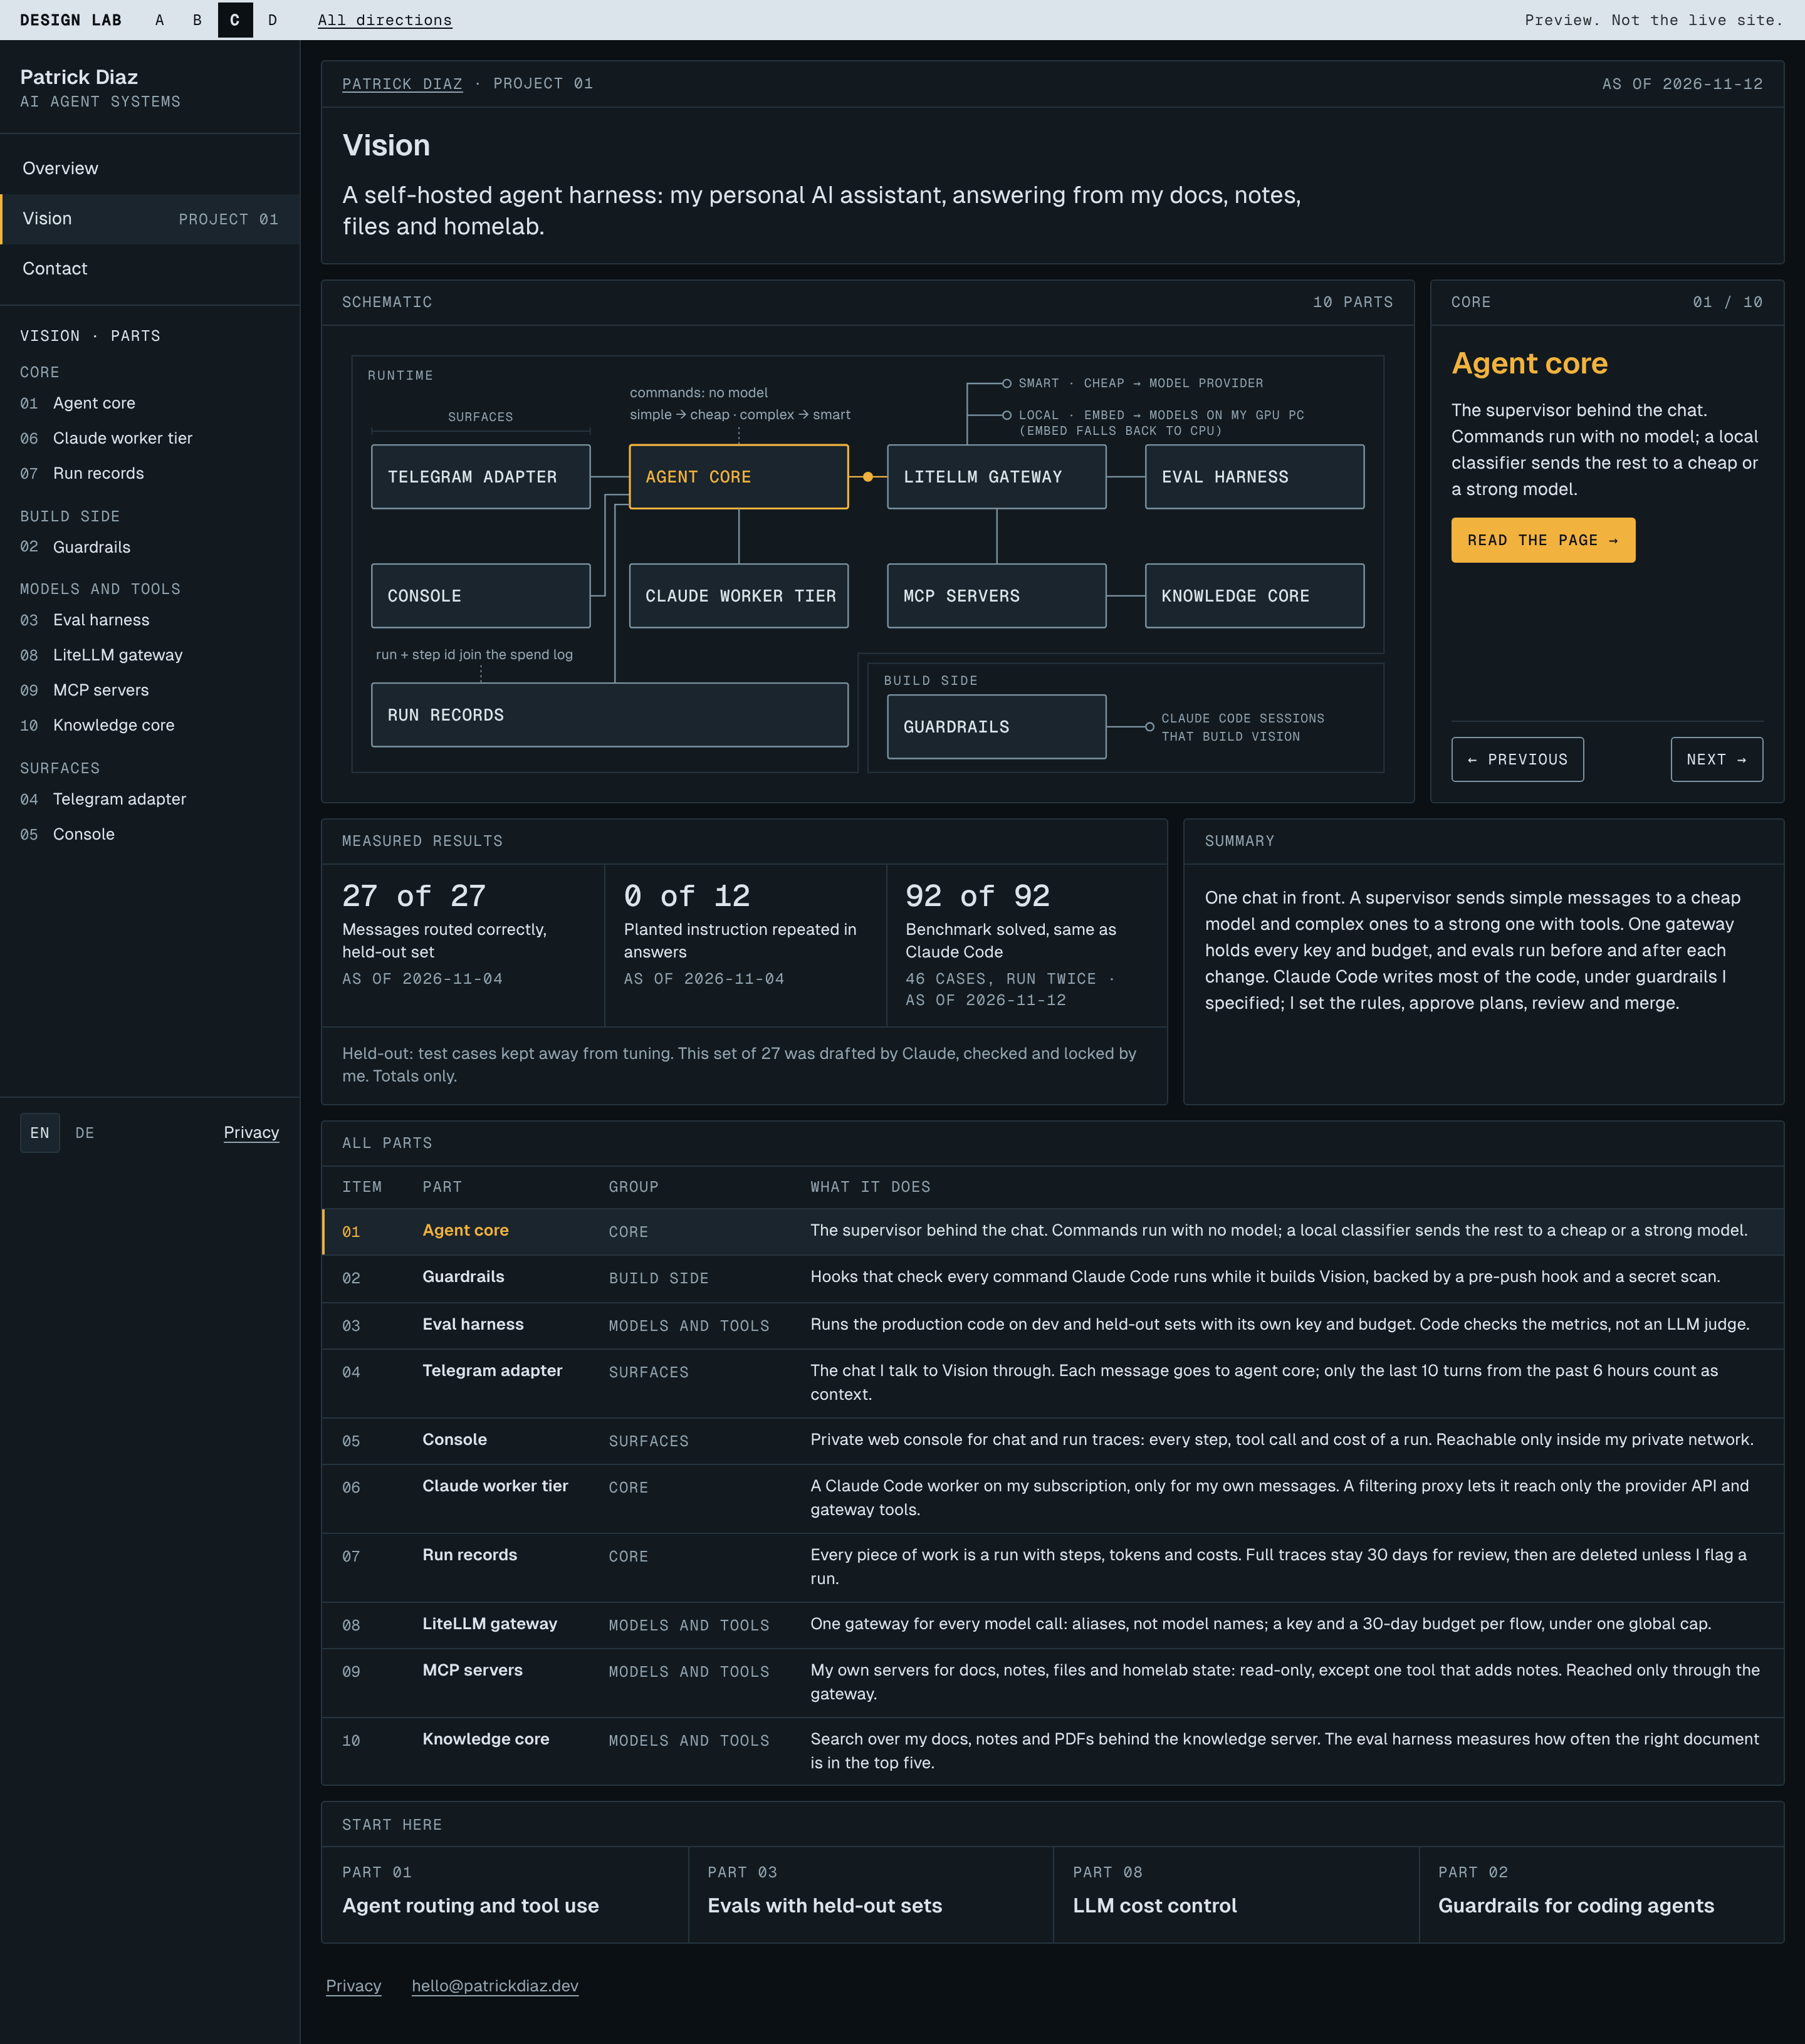 DESIGN LAB A B C D All directions Preview. Not the live site.
Patrick Diaz
AI AGENT SYSTEMS
Overview
Vision PROJECT 01
Contact
VISION · PARTS
CORE
01 Agent core
06 Claude worker tier
07 Run records
BUILD SIDE
02 Guardrails
MODELS AND TOOLS
03 Eval harness
08 LiteLLM gateway
09 MCP servers
10 Knowledge core
SURFACES
04 Telegram adapter
05 Console
EN DE Privacy
PATRICK DIAZ · PROJECT 01 AS OF 2026-11-12
Vision
A self-hosted agent harness: my personal AI assistant, answering from my docs, notes,
files and homelab.
SCHEMATIC 10 PARTS
RUNTIME
SURFACES
commands: no model
simple → cheap · complex → smart
SMART · CHEAP → MODEL PROVIDER
LOCAL · EMBED → MODELS ON MY GPU PC
(EMBED FALLS BACK TO CPU)
TELEGRAM ADAPTER
AGENT CORE
LITELLM GATEWAY
EVAL HARNESS
CONSOLE
CLAUDE WORKER TIER
MCP SERVERS
KNOWLEDGE CORE
run + step id join the spend log
RUN RECORDS
BUILD SIDE
GUARDRAILS
CLAUDE CODE SESSIONS
THAT BUILD VISION
CORE 01 / 10
Agent core
The supervisor behind the chat.
Commands run with no model; a local
classifier sends the rest to a cheap or
a strong model.
READ THE PAGE →
← PREVIOUS NEXT →
MEASURED RESULTS
27 of 27
Messages routed correctly,
held-out set
AS OF 2026-11-04
0 of 12
Planted instruction repeated in
answers
AS OF 2026-11-04
92 of 92
Benchmark solved, same as
Claude Code
46 CASES, RUN TWICE ·
AS OF 2026-11-12
Held-out: test cases kept away from tuning. This set of 27 was drafted by Claude, checked and locked by
me. Totals only.
SUMMARY
One chat in front. A supervisor sends simple messages to a cheap
model and complex ones to a strong one with tools. One gateway
holds every key and budget, and evals run before and after each
change. Claude Code writes most of the code, under guardrails I
specified; I set the rules, approve plans, review and merge.
ALL PARTS
ITEM PART GROUP WHAT IT DOES
01 Agent core CORE The supervisor behind the chat. Commands run with no model; a local classifier sends the rest to a cheap or a strong model.
02 Guardrails BUILD SIDE Hooks that check every command Claude Code runs while it builds Vision, backed by a pre-push hook and a secret scan.
03 Eval harness MODELS AND TOOLS Runs the production code on dev and held-out sets with its own key and budget. Code checks the metrics, not an LLM judge.
04 Telegram adapter SURFACES The chat I talk to Vision through. Each message goes to agent core; only the last 10 turns from the past 6 hours count as
context.
05 Console SURFACES Private web console for chat and run traces: every step, tool call and cost of a run. Reachable only inside my private network.
06 Claude worker tier CORE A Claude Code worker on my subscription, only for my own messages. A filtering proxy lets it reach only the provider API and
gateway tools.
07 Run records CORE Every piece of work is a run with steps, tokens and costs. Full traces stay 30 days for review, then are deleted unless I flag a
run.
08 LiteLLM gateway MODELS AND TOOLS One gateway for every model call: aliases, not model names; a key and a 30-day budget per flow, under one global cap.
09 MCP servers MODELS AND TOOLS My own servers for docs, notes, files and homelab state: read-only, except one tool that adds notes. Reached only through the
gateway.
10 Knowledge core MODELS AND TOOLS Search over my docs, notes and PDFs behind the knowledge server. The eval harness measures how often the right document
is in the top five.
START HERE
PART 01
Agent routing and tool use
PART 03
Evals with held-out sets
PART 08
LLM cost control
PART 02
Guardrails for coding agents
Privacy hello@patrickdiaz.dev